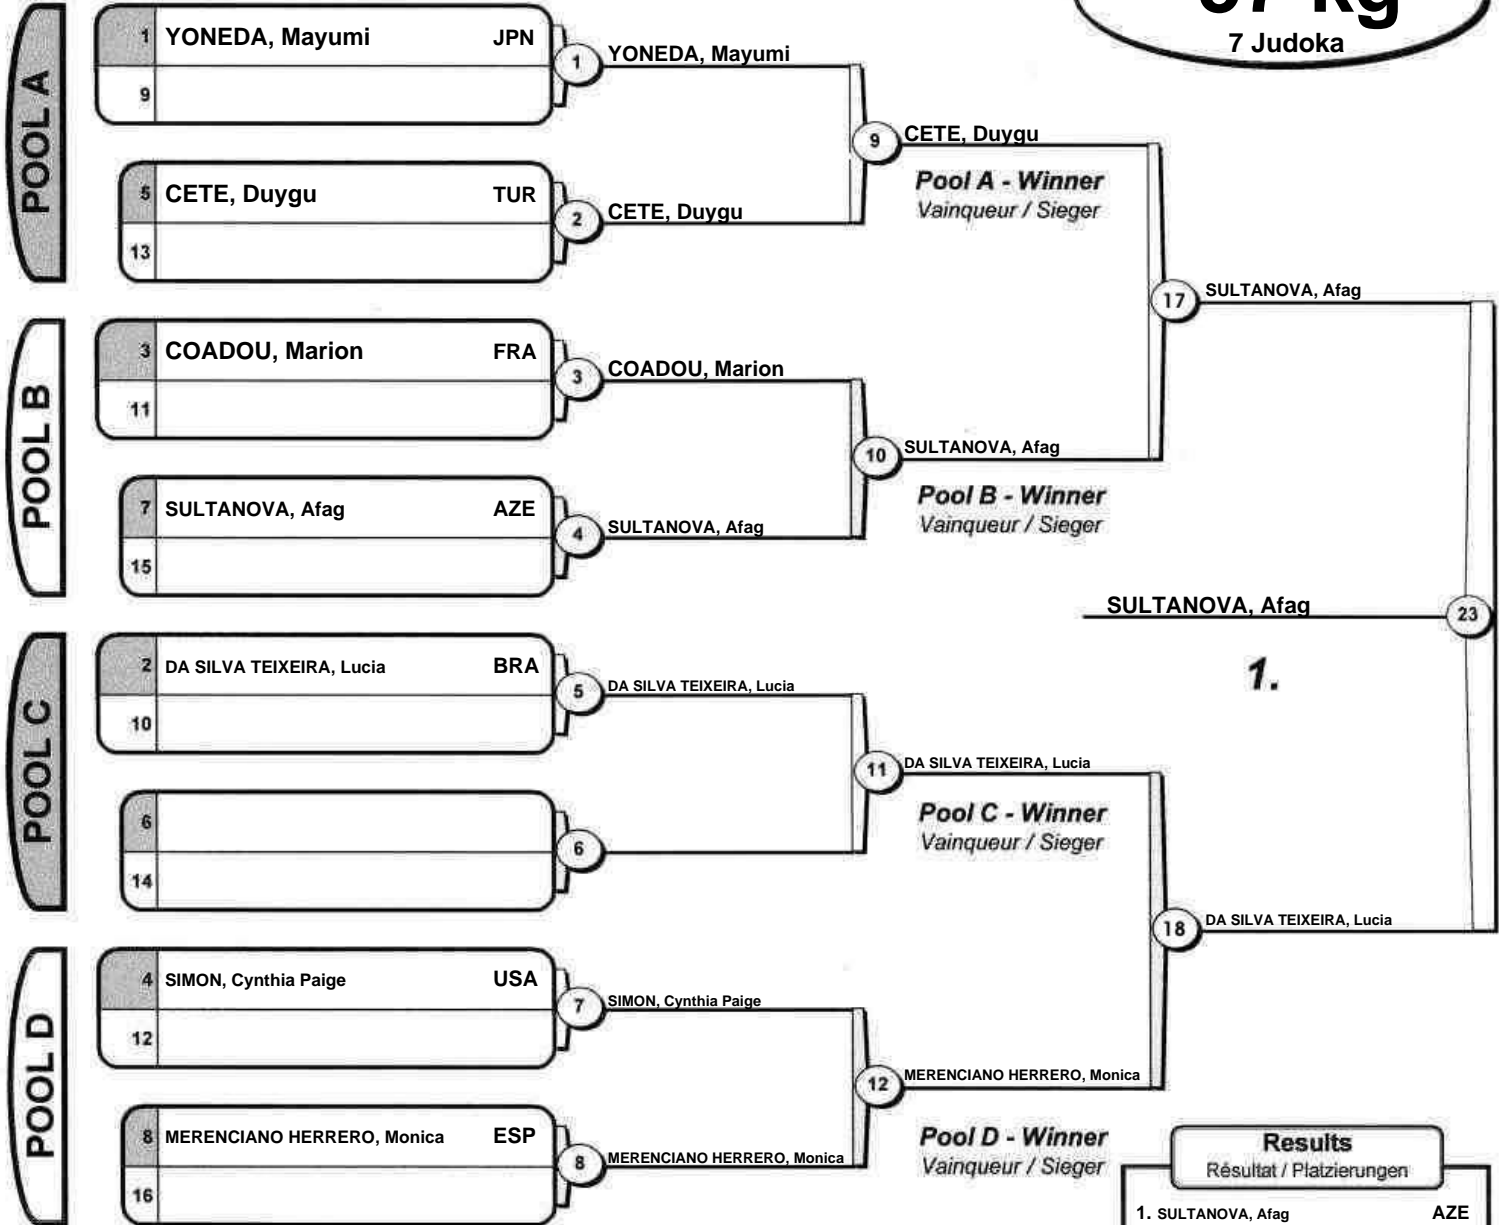 7 Judoka
POOL A
1 YONEDA, Mayumi JPN
9
1
YONEDA, Mayumi
5 CETE, Duygu TUR
13
2
CETE, Duygu
9
CETE, Duygu
Pool A - Winner
Vainqueur / Sieger
POOL B
3 COADOU, Marion FRA
11
3
COADOU, Marion
7 SULTANOVA, Afag AZE
15
4
SULTANOVA, Afag
10
SULTANOVA, Afag
Pool B - Winner
Vainqueur / Sieger
17
SULTANOVA, Afag
SULTANOVA, Afag
23
1.
POOL C
2 DA SILVA TEIXEIRA, Lucia BRA
10
5
DA SILVA TEIXEIRA, Lucia
6
14
6
11
DA SILVA TEIXEIRA, Lucia
Pool C - Winner
Vainqueur / Sieger
18
DA SILVA TEIXEIRA, Lucia
POOL D
4 SIMON, Cynthia Paige USA
12
7
SIMON, Cynthia Paige
8 MERENCIANO HERRERO, Monica ESP
16
8
MERENCIANO HERRERO, Monica
12
MERENCIANO HERRERO, Monica
Pool D - Winner
Vainqueur / Sieger
Results
Résultat / Platzierungen
1. SULTANOVA, Afag AZE